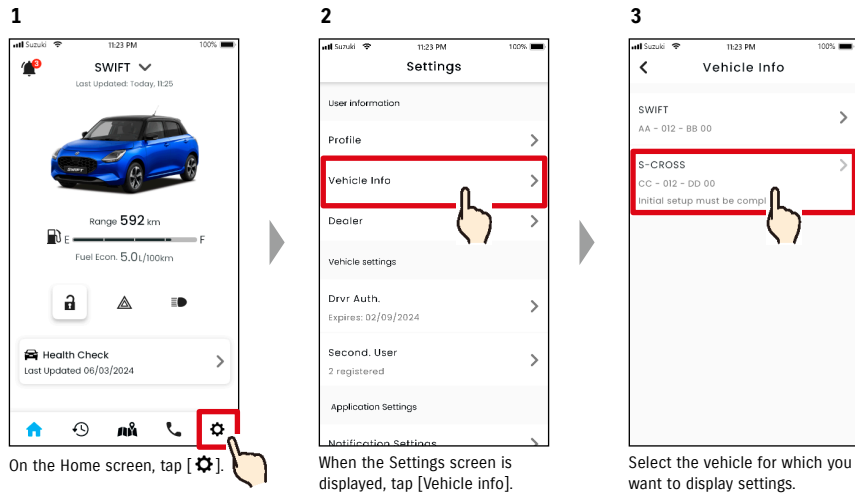 1
Suzuki 11:23 PM 100%
3
SWIFT
Last Updated: Today, 11:25
SWIFT
Range 592 km
E F
Fuel Econ. 5.0L/100km
Health Check
Last Updated 06/03/2024
On the Home screen, tap [ ].
2
Suzuki 11:23 PM 100%
Settings
User information
Profile
Vehicle Info
Dealer
Vehicle settings
Drvr Auth.
Expires: 02/09/2024
Second. User
2 registered
Application Settings
Notification Settings
When the Settings screen is
displayed, tap [Vehicle info].
3
Suzuki 11:23 PM 100%
Vehicle Info
SWIFT
AA - 012 - BB 00
S-CROSS
CC - 012 - DD 00
Initial setup must be compl
Select the vehicle for which you
want to display settings.